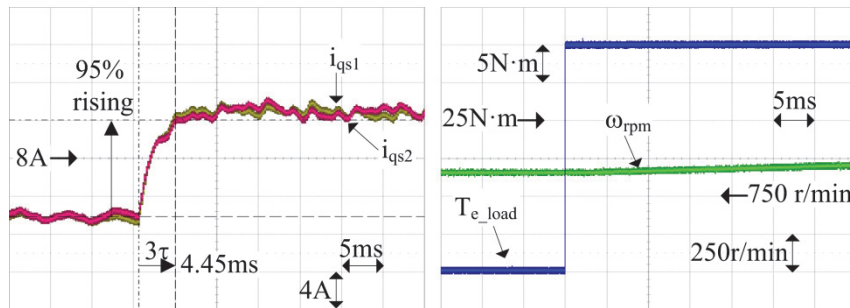 95%
rising
i_qs1
8A
i_qs2
3τ
4.45ms
5ms
4A
5N·m
25N·m
5ms
ω_rpm
750 r/min
T_e_load
250r/min